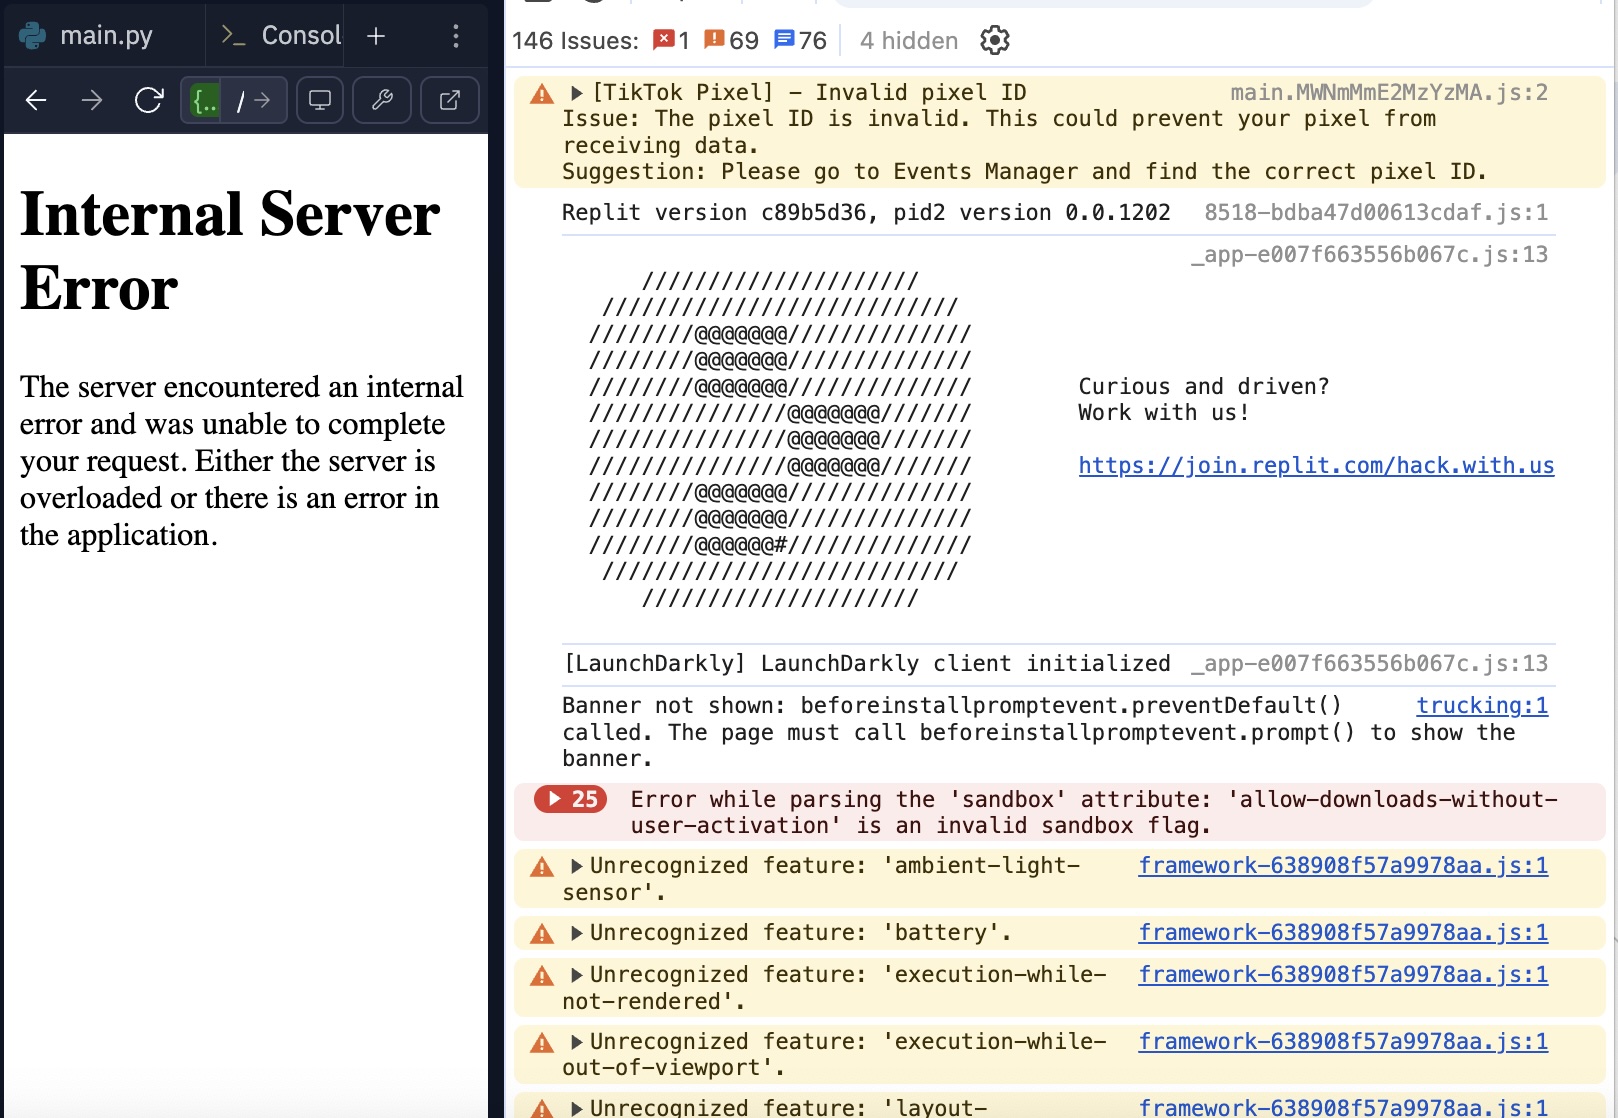 main.py
>_ Consol
+
{..
/
Internal Server
Error
The server encountered an internal
error and was unable to complete
your request. Either the server is
overloaded or there is an error in
the application.
146 Issues: 1 69 76 4 hidden
[TikTok Pixel] – Invalid pixel ID main.MWNmMmE2MzYzMA.js:2
Issue: The pixel ID is invalid. This could prevent your pixel from
receiving data.
Suggestion: Please go to Events Manager and find the correct pixel ID.
Replit version c89b5d36, pid2 version 0.0.1202 8518-bdba47d00613cdaf.js:1
_app-e007f663556b067c.js:13
/////////////////////
///////////////////////////
////////@@@@@@@//////////////
////////@@@@@@@//////////////
////////@@@@@@@////////////// Curious and driven?
///////////////@@@@@@@/////// Work with us!
///////////////@@@@@@@///////
///////////////@@@@@@@/////// https://join.replit.com/hack.with.us
////////@@@@@@@//////////////
////////@@@@@@@//////////////
////////@@@@@@#//////////////
///////////////////////////
/////////////////////
[LaunchDarkly] LaunchDarkly client initialized _app-e007f663556b067c.js:13
Banner not shown: beforeinstallpromptevent.preventDefault() trucking:1
called. The page must call beforeinstallpromptevent.prompt() to show the
banner.
25 Error while parsing the 'sandbox' attribute: 'allow-downloads-without-
user-activation' is an invalid sandbox flag.
Unrecognized feature: 'ambient-light- framework-638908f57a9978aa.js:1
sensor'.
Unrecognized feature: 'battery'. framework-638908f57a9978aa.js:1
Unrecognized feature: 'execution-while- framework-638908f57a9978aa.js:1
not-rendered'.
Unrecognized feature: 'execution-while- framework-638908f57a9978aa.js:1
out-of-viewport'.
Unrecognized feature: 'layout- framework-638908f57a9978aa.js:1